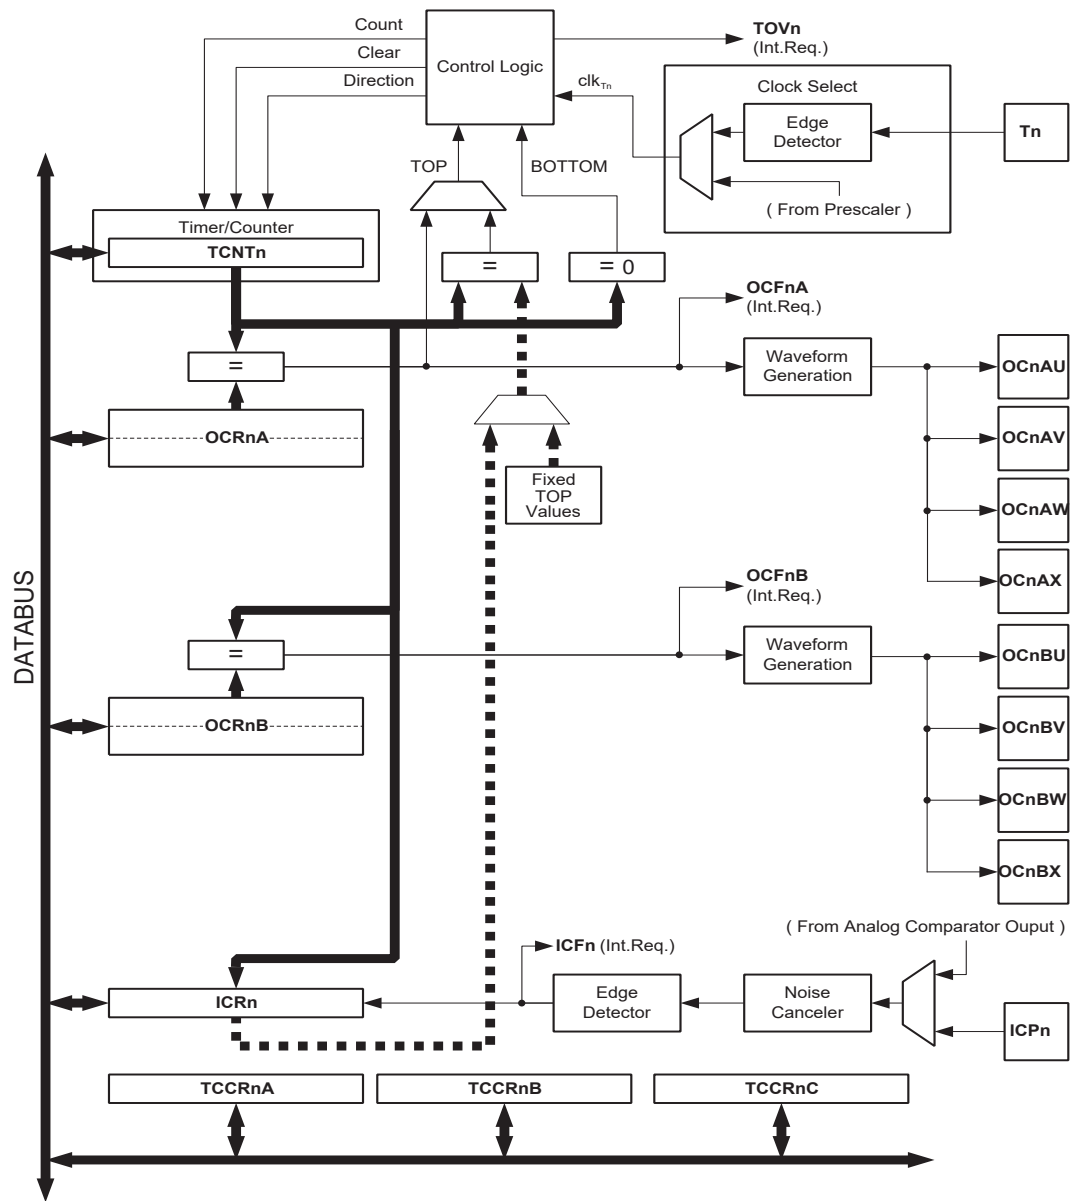 Count
Clear
Direction
Control Logic
TOVn
(Int.Req.)
clkTn
Clock Select
Edge
Detector
Tn
( From Prescaler )
TOP
BOTTOM
Timer/Counter
TCNTn
=
= 0
OCFnA
(Int.Req.)
=
Waveform
Generation
OCnAU
OCRnA
OCnAV
Fixed
TOP
Values
OCnAW
OCnAX
DATABUS
OCFnB
(Int.Req.)
=
Waveform
Generation
OCnBU
OCRnB
OCnBV
OCnBW
OCnBX
( From Analog Comparator Ouput )
ICFn (Int.Req.)
ICRn
Edge
Detector
Noise
Canceler
ICPn
TCCRnA
TCCRnB
TCCRnC